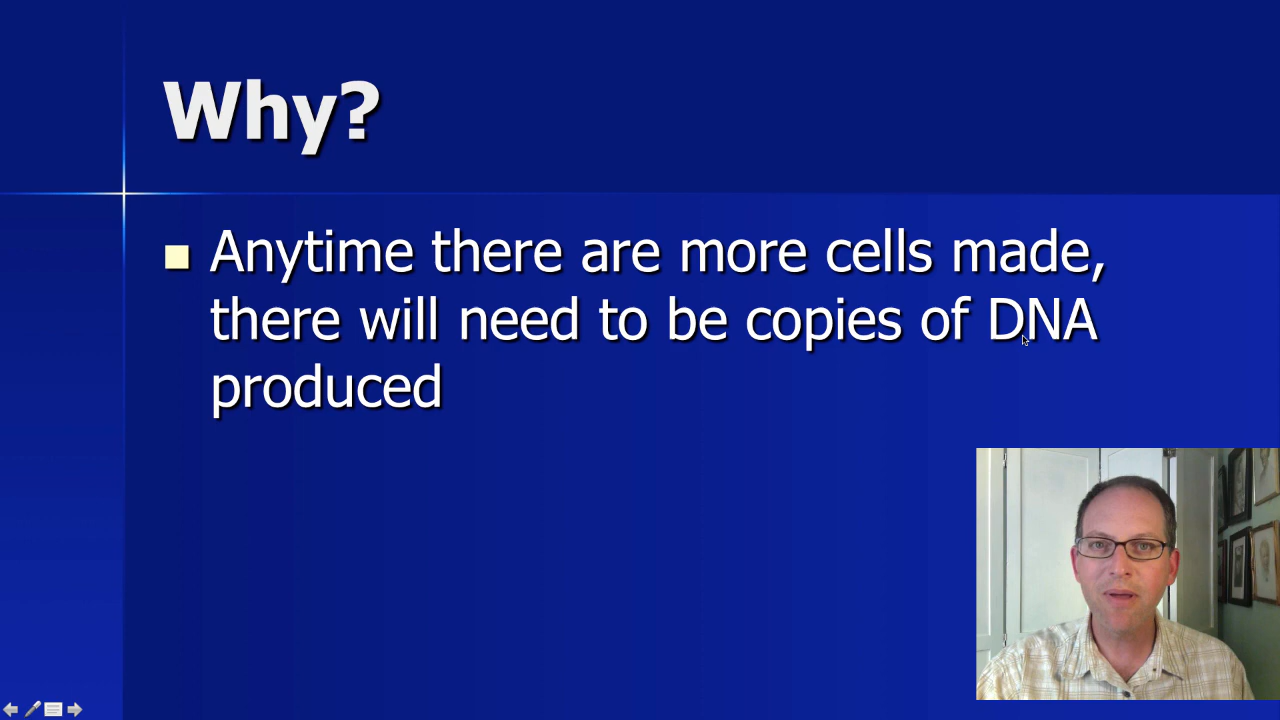 Why?
Anytime there are more cells made,
there will need to be copies of DNA
produced